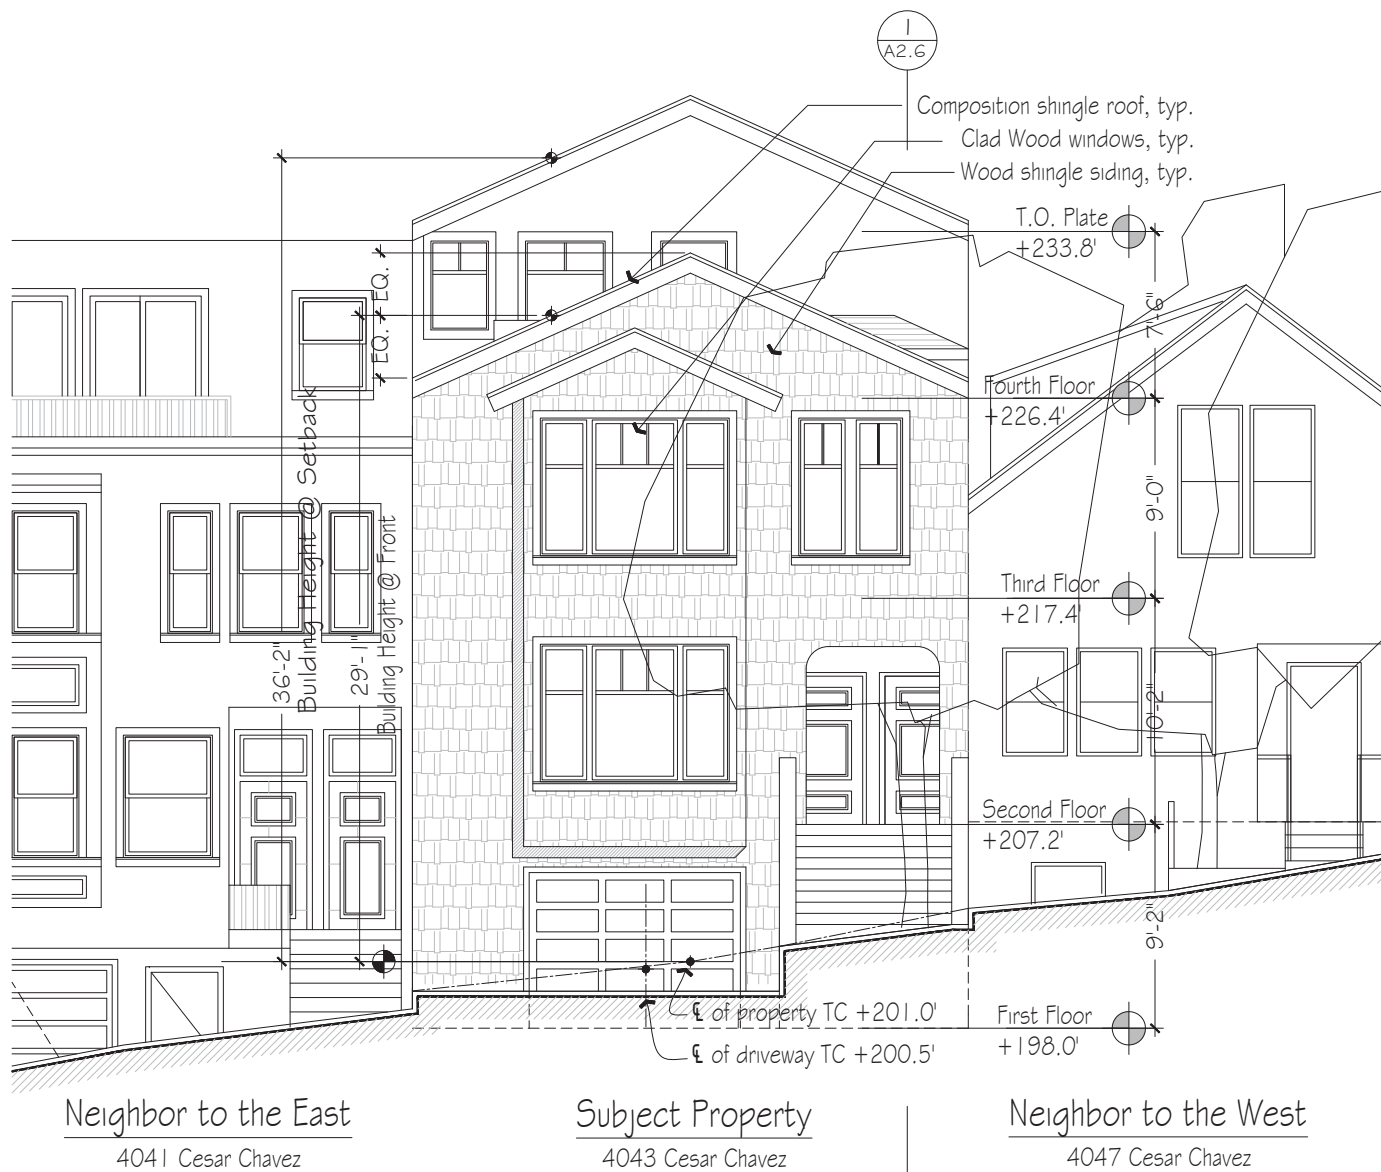 1
A2.6
Composition shingle roof, typ.
Clad Wood windows, typ.
Wood shingle siding, typ.
T.O. Plate
+233.8'
EQ.
EQ.
7'-6"
Fourth Floor
+226.4'
9'-0"
Third Floor
+217.4'
36'-2"
Building Height @ Setback
29'-1"
Building Height @ Front
10'-2"
Second Floor
+207.2'
9'-2"
℄ of property TC +201.0'
First Floor
+198.0'
℄ of driveway TC +200.5'
Neighbor to the East
4041 Cesar Chavez
Subject Property
4043 Cesar Chavez
Neighbor to the West
4047 Cesar Chavez